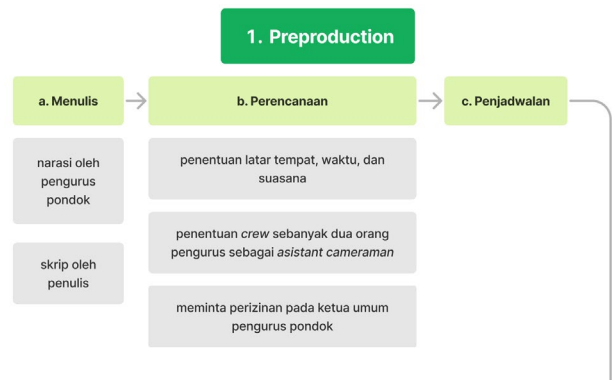 1. Preproduction
a. Menulis
b. Perencanaan
c. Penjadwalan
narasi oleh
pengurus
pondok
skrip oleh
penulis
penentuan latar tempat, waktu, dan
suasana
penentuan crew sebanyak dua orang
pengurus sebagai asistant cameraman
meminta perizinan pada ketua umum
pengurus pondok